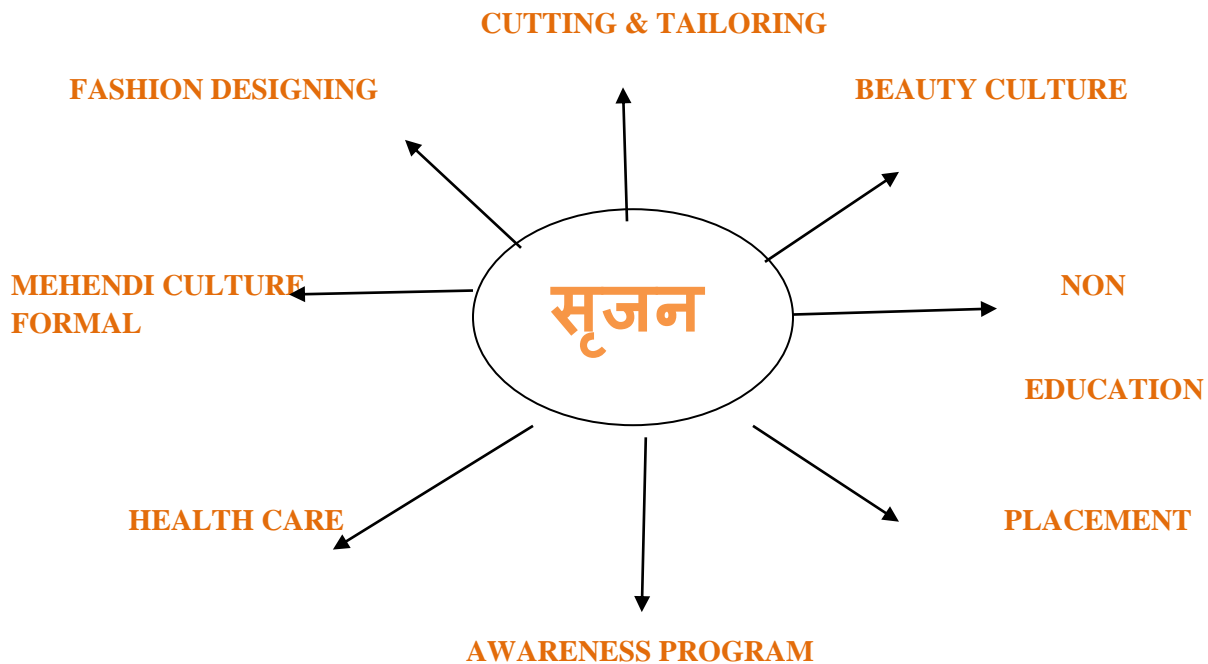 CUTTING & TAILORING
FASHION DESIGNING
BEAUTY CULTURE
MEHENDI CULTURE
NON
FORMAL
सृजन
EDUCATION
HEALTH CARE
PLACEMENT
AWARENESS PROGRAM